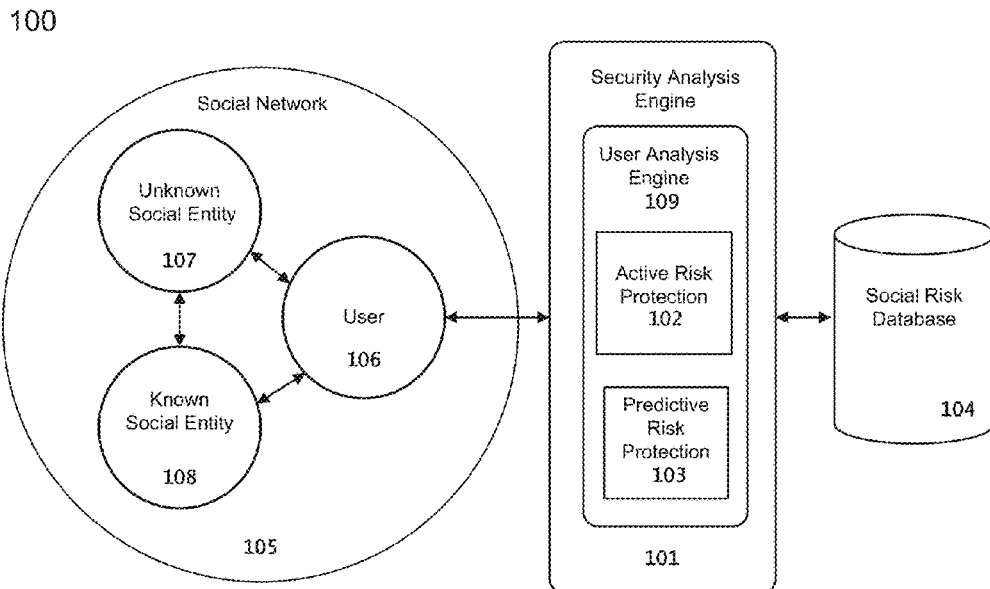 100
Social Network
Unknown
Social Entity
107
User
106
Known
Social Entity
108
105
Security Analysis
Engine
User Analysis
Engine
109
Active Risk
Protection
102
Predictive
Risk
Protection
103
101
Social Risk
Database
104